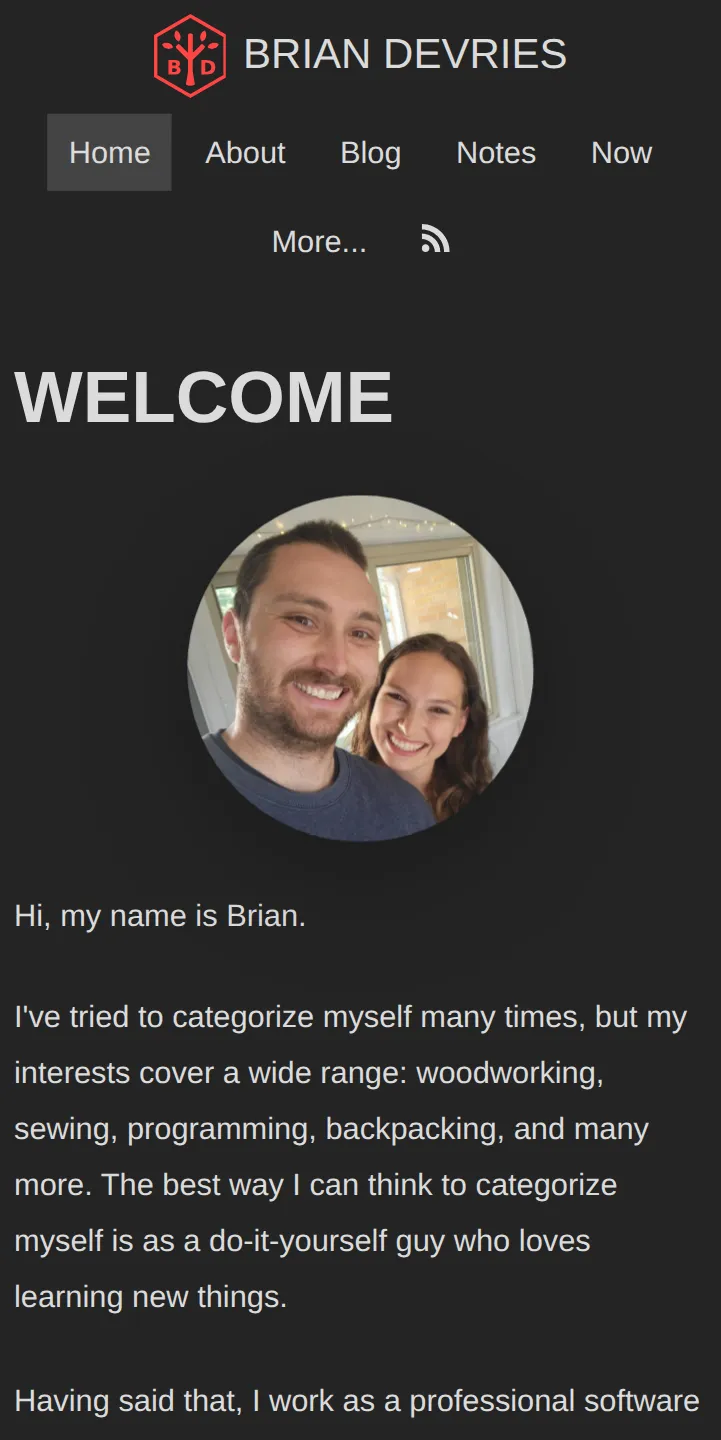 B D
BRIAN DEVRIES
Home About Blog Notes Now
More...
WELCOME
Hi, my name is Brian.
I've tried to categorize myself many times, but my
interests cover a wide range: woodworking,
sewing, programming, backpacking, and many
more. The best way I can think to categorize
myself is as a do-it-yourself guy who loves
learning new things.
Having said that, I work as a professional software